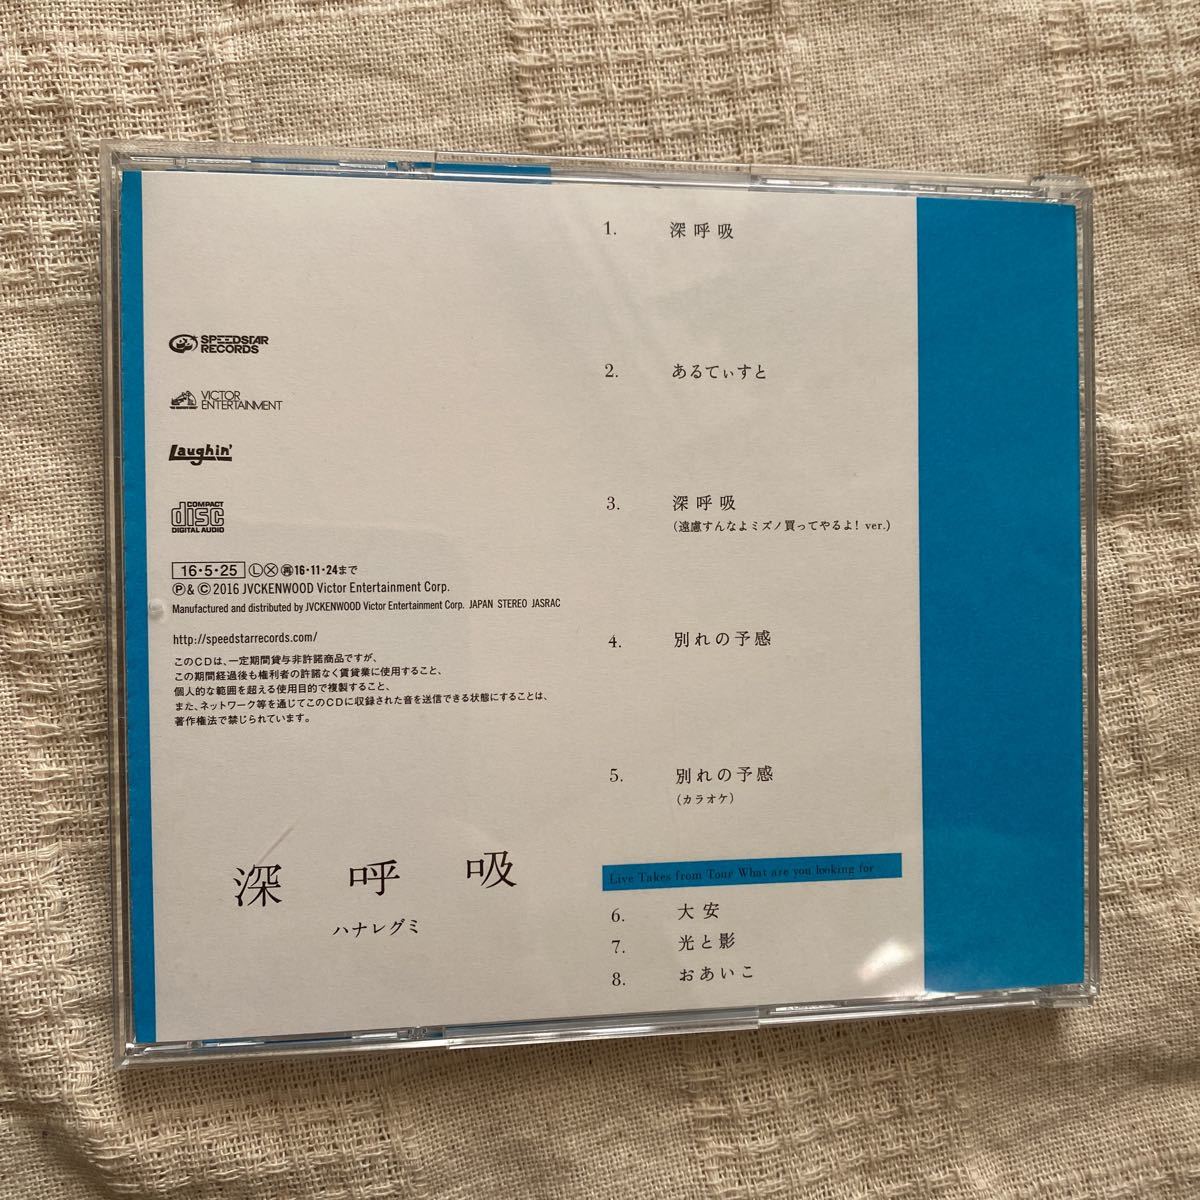 SPEEDSTAR
RECORDS
VICTOR
ENTERTAINMENT
Laughin'
COMPACT
disc
DIGITAL AUDIO
16・5・25 Ⓛ Ⓧ 再 16・11・24まで
Ⓟ & © 2016 JVCKENWOOD Victor Entertainment Corp.
Manufactured and distributed by JVCKENWOOD Victor Entertainment Corp. JAPAN STEREO JASRAC
http://speedstarrecords.com/
このCDは、一定期間貸与非許諾商品ですが、
この期間経過後も権利者の許諾なく賃貸業に使用すること、
個人的な範囲を超える使用目的で複製すること、
また、ネットワーク等を通じてこのCDに収録された音を送信できる状態にすることは、
著作権法で禁じられています。
深呼吸
ハナレグミ
1. 深呼吸
2. あるてぃすと
3. 深呼吸
(遠慮すんなよミズノ買ってやるよ! ver.)
4. 別れの予感
5. 別れの予感
(カラオケ)
Live Takes from Tour What are you looking for
6. 大安
7. 光と影
8. おあいこ